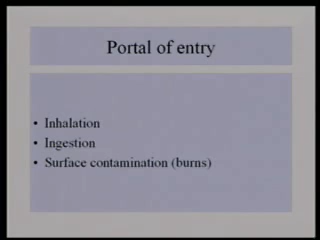 Portal of entry
• Inhalation
• Ingestion
• Surface contamination (burns)